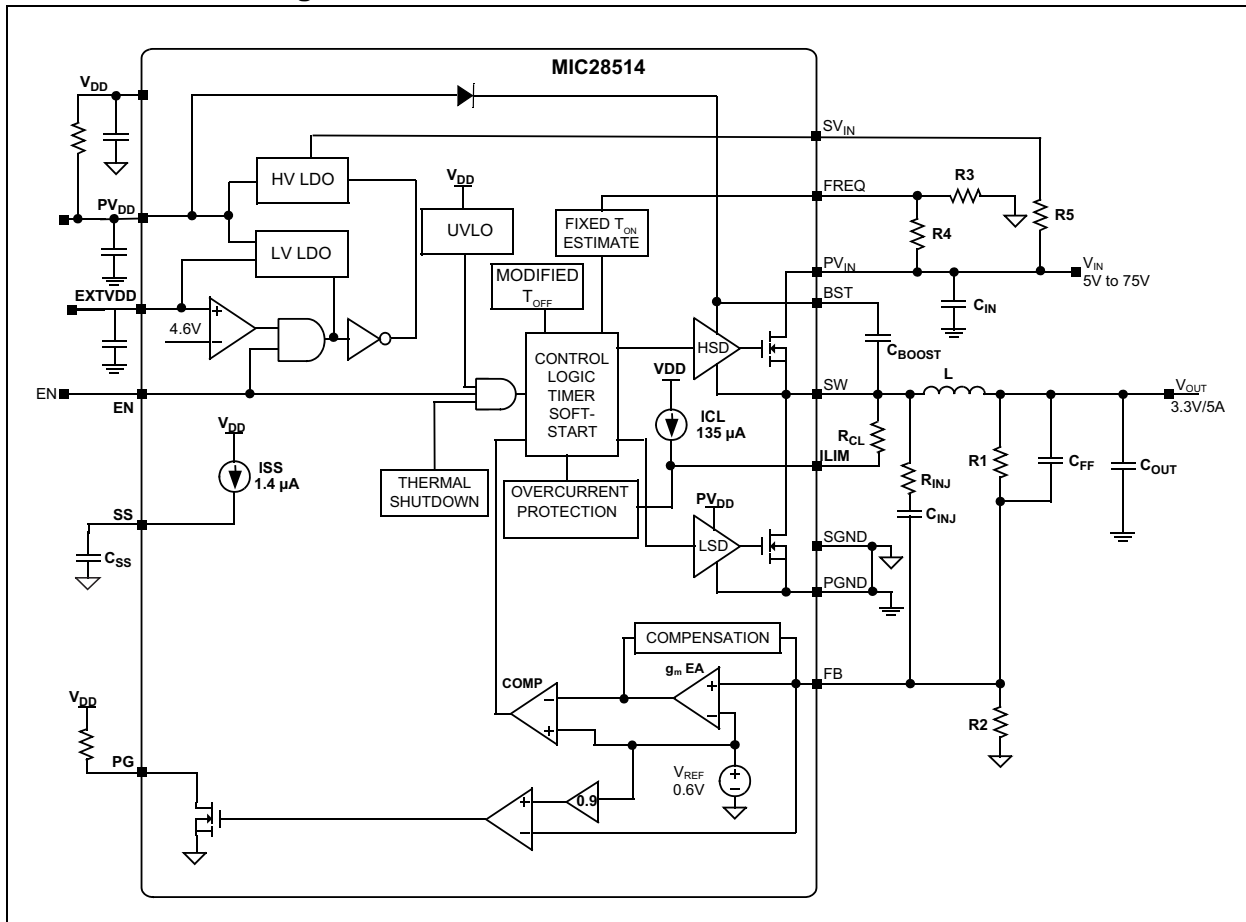 MIC28514
VDD
SVIN
HV LDO
VDD
FREQ
R3
PVDD
UVLO
FIXED TON
ESTIMATE
R4
R5
LV LDO
MODIFIED
TOFF
PVIN
VIN
5V to 75V
EXTVDD
BST
CIN
4.6V
+
−
CONTROL
LOGIC
TIMER
SOFT-
START
HSD
CBOOST
VDD
L
EN
EN
SW
VOUT
3.3V/5A
ICL
135 µA
RCL
VDD
ISS
1.4 µA
ILIM
R1
CFF
COUT
RINJ
THERMAL
SHUTDOWN
OVERCURRENT
PROTECTION
PVDD
CINJ
SS
LSD
SGND
CSS
PGND
COMPENSATION
gm EA
COMP
FB
−
+
+
−
VDD
R2
PG
VREF
0.6V
+
−
0.9
+
−